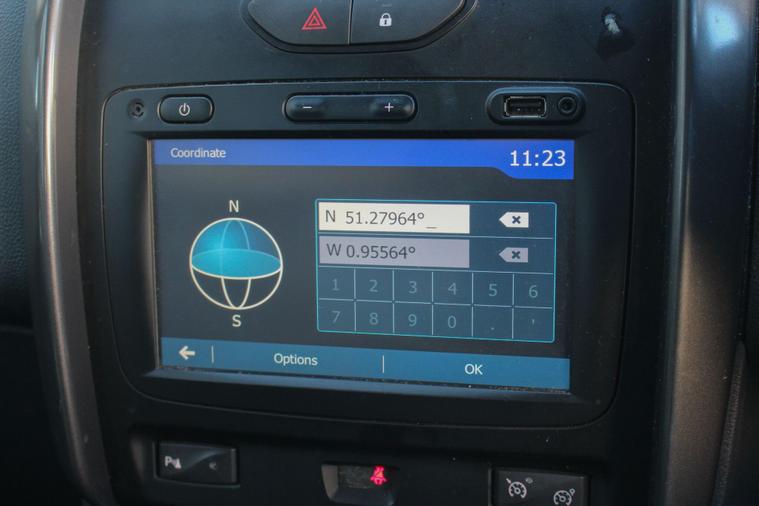 − +
Coordinate 11:23
N
N 51.27964°_
W 0.95564°
1 2 3 4 5 6
7 8 9 0 . '
S
Options OK